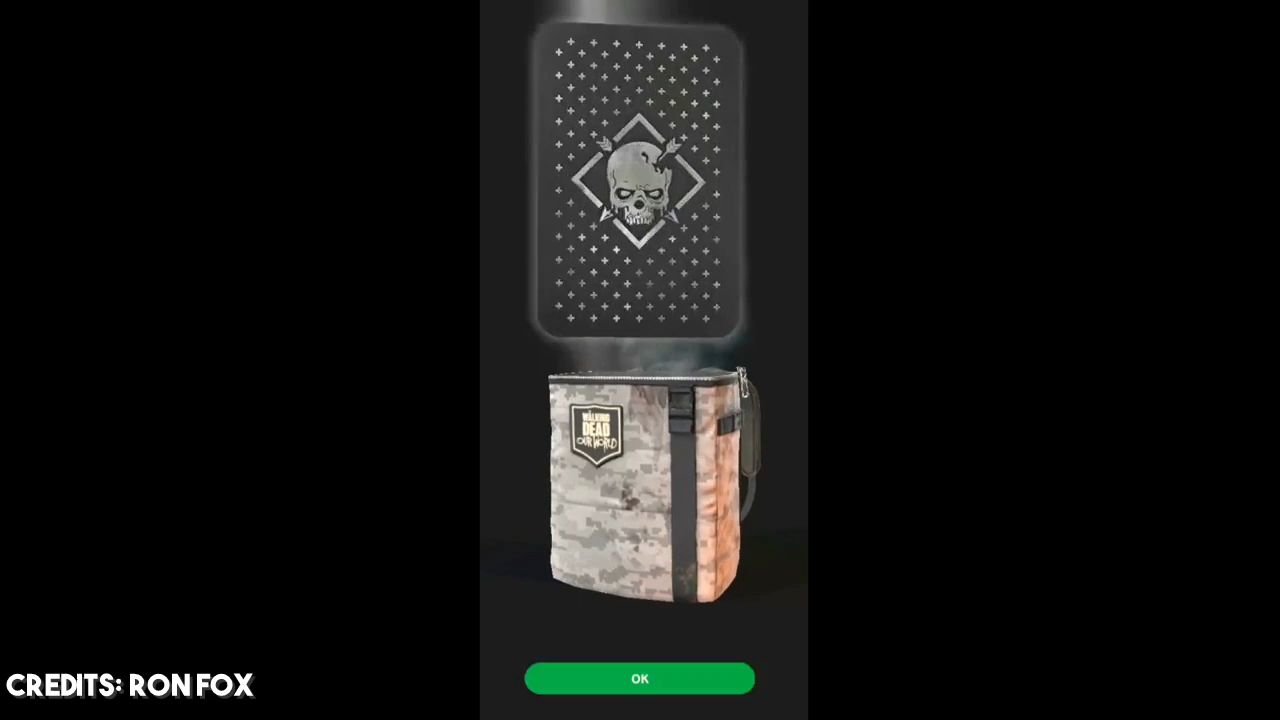 THE
WALKING
DEAD
OUR WORLD
OK
CREDITS: RON FOX